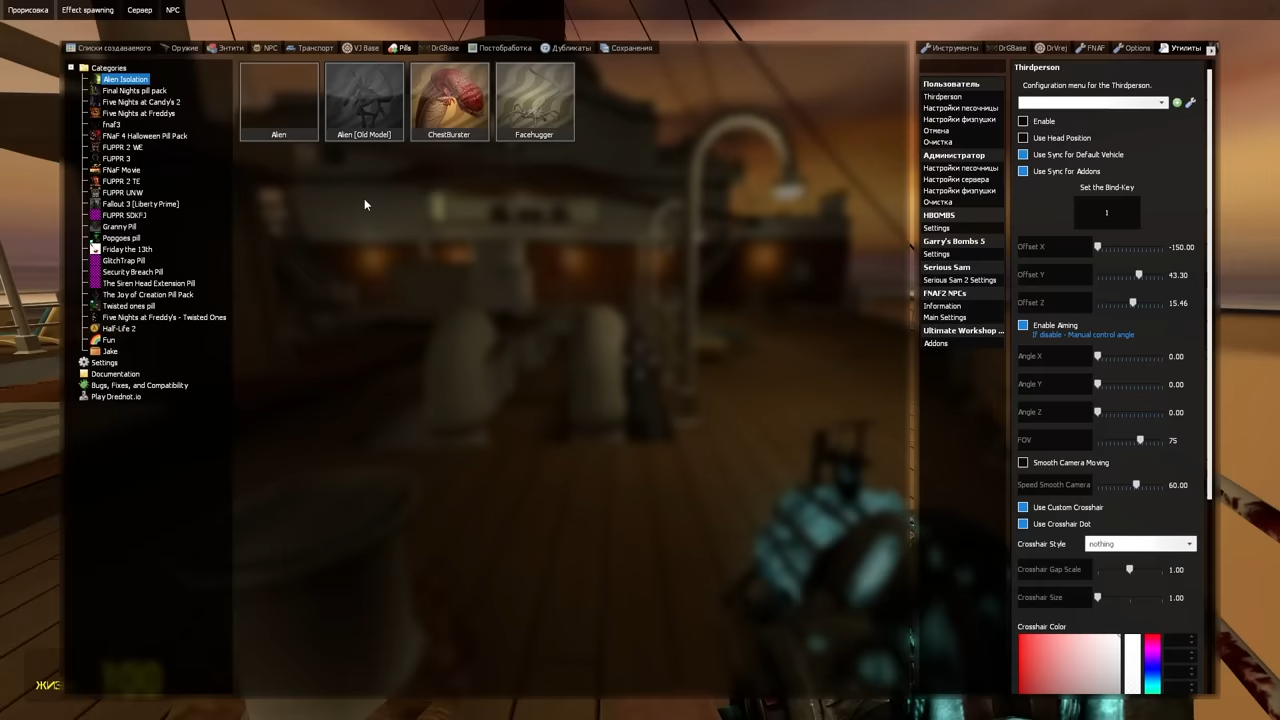 Прорисовка Effect spawning Сервер NPC
Списки создаваемого Оружие Энтити NPC Транспорт VJ Base Pills DrGBase Постобработка Дубликаты Сохранения
Инструменты DrGBase DrVrej FNAF Options Утилиты
Categories
Alien Isolation
Final Nights pill pack
Five Nights at Candy's 2
Five Nights at Freddys
fnaf3
FNaF 4 Halloween Pill Pack
FUPPR 2 WE
FUPPR 3
FNaF Movie
FUPPR 2 TE
FUPPR UNW
Fallout 3 [Liberty Prime]
FUPPR SDKFJ
Granny Pill
Popgoes pill
Friday the 13th
GlitchTrap Pill
Security Breach Pill
The Siren Head Extension Pill
The Joy of Creation Pill Pack
Twisted ones pill
Five Nights at Freddy's - Twisted Ones
Half-Life 2
Fun
Jake
Settings
Documentation
Bugs, Fixes, and Compatibility
Play Drednot.io
Alien
Alien [Old Model]
ChestBurster
Facehugger
Пользователь
Thirdperson
Настройки песочницы
Настройки физпушки
Отмена
Очистка
Администратор
Настройки песочницы
Настройки сервера
Настройки физпушки
Очистка
HBOMBS
Settings
Garry's Bombs 5
Settings
Serious Sam
Serious Sam 2 Settings
FNAF2 NPCs
Information
Main Settings
Ultimate Workshop ...
Addons
Thirdperson
Configuration menu for the Thirdperson.
Enable
Use Head Position
Use Sync for Default Vehicle
Use Sync for Addons
Set the Bind-Key
1
Offset X -150.00
Offset Y 43.30
Offset Z 15.46
Enable Aiming
If disable - Manual control angle
Angle X 0.00
Angle Y 0.00
Angle Z 0.00
FOV 75
Smooth Camera Moving
Speed Smooth Camera 60.00
Use Custom Crosshair
Use Crosshair Dot
Crosshair Style nothing
Crosshair Gap Scale 1.00
Crosshair Size 1.00
Crosshair Color